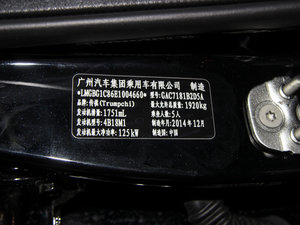 广州汽车集团乘用车有限公司 制造
*LMGBG1C86E1004660* 型号:GAC7181B2D5A
品牌:传祺(Trumpchi) 最大允许总质量:1920kg
发动机排量:1751mL 乘坐人数:5人
发动机型号:4B18M1 制造年月:2014年12月
发动机最大净功率:125kW 制造国:中国